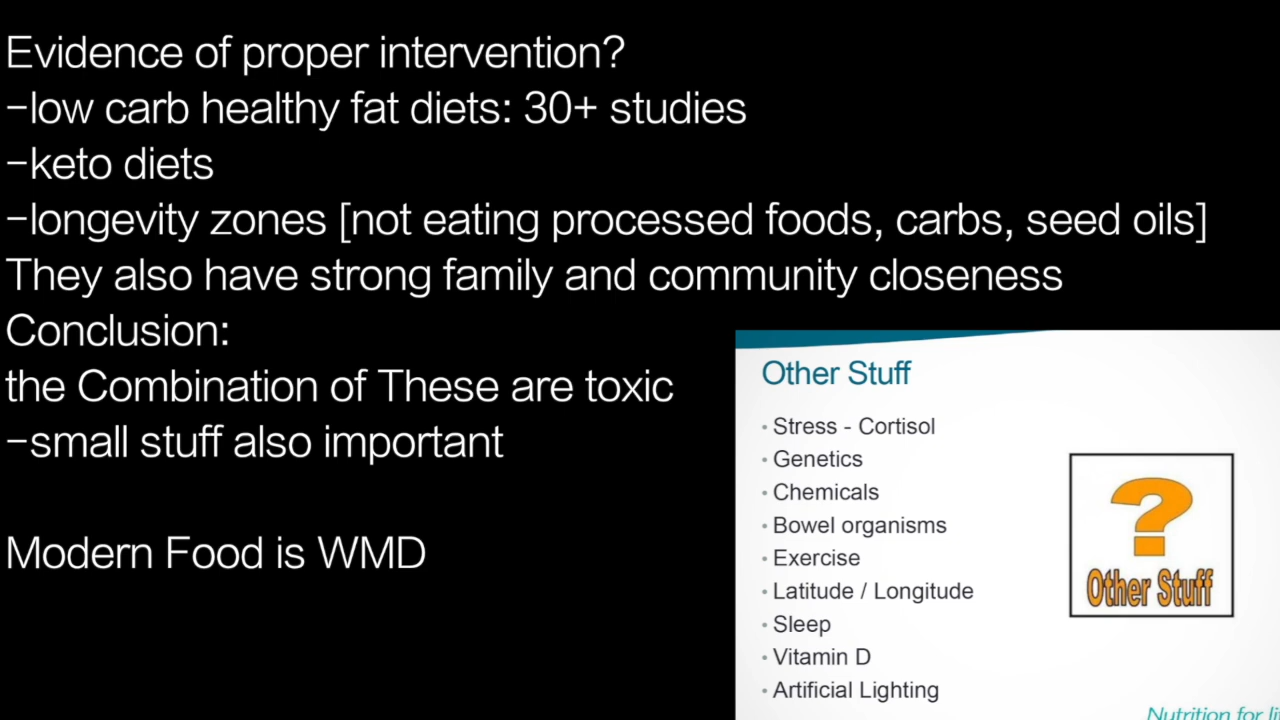 Evidence of proper intervention?
-low carb healthy fat diets: 30+ studies
-keto diets
-longevity zones [not eating processed foods, carbs, seed oils]
They also have strong family and community closeness
Conclusion:
the Combination of These are toxic
-small stuff also important
Modern Food is WMD
Other Stuff
• Stress - Cortisol
• Genetics
• Chemicals
• Bowel organisms
• Exercise
• Latitude / Longitude
• Sleep
• Vitamin D
• Artificial Lighting
?
Other Stuff
Nutrition for